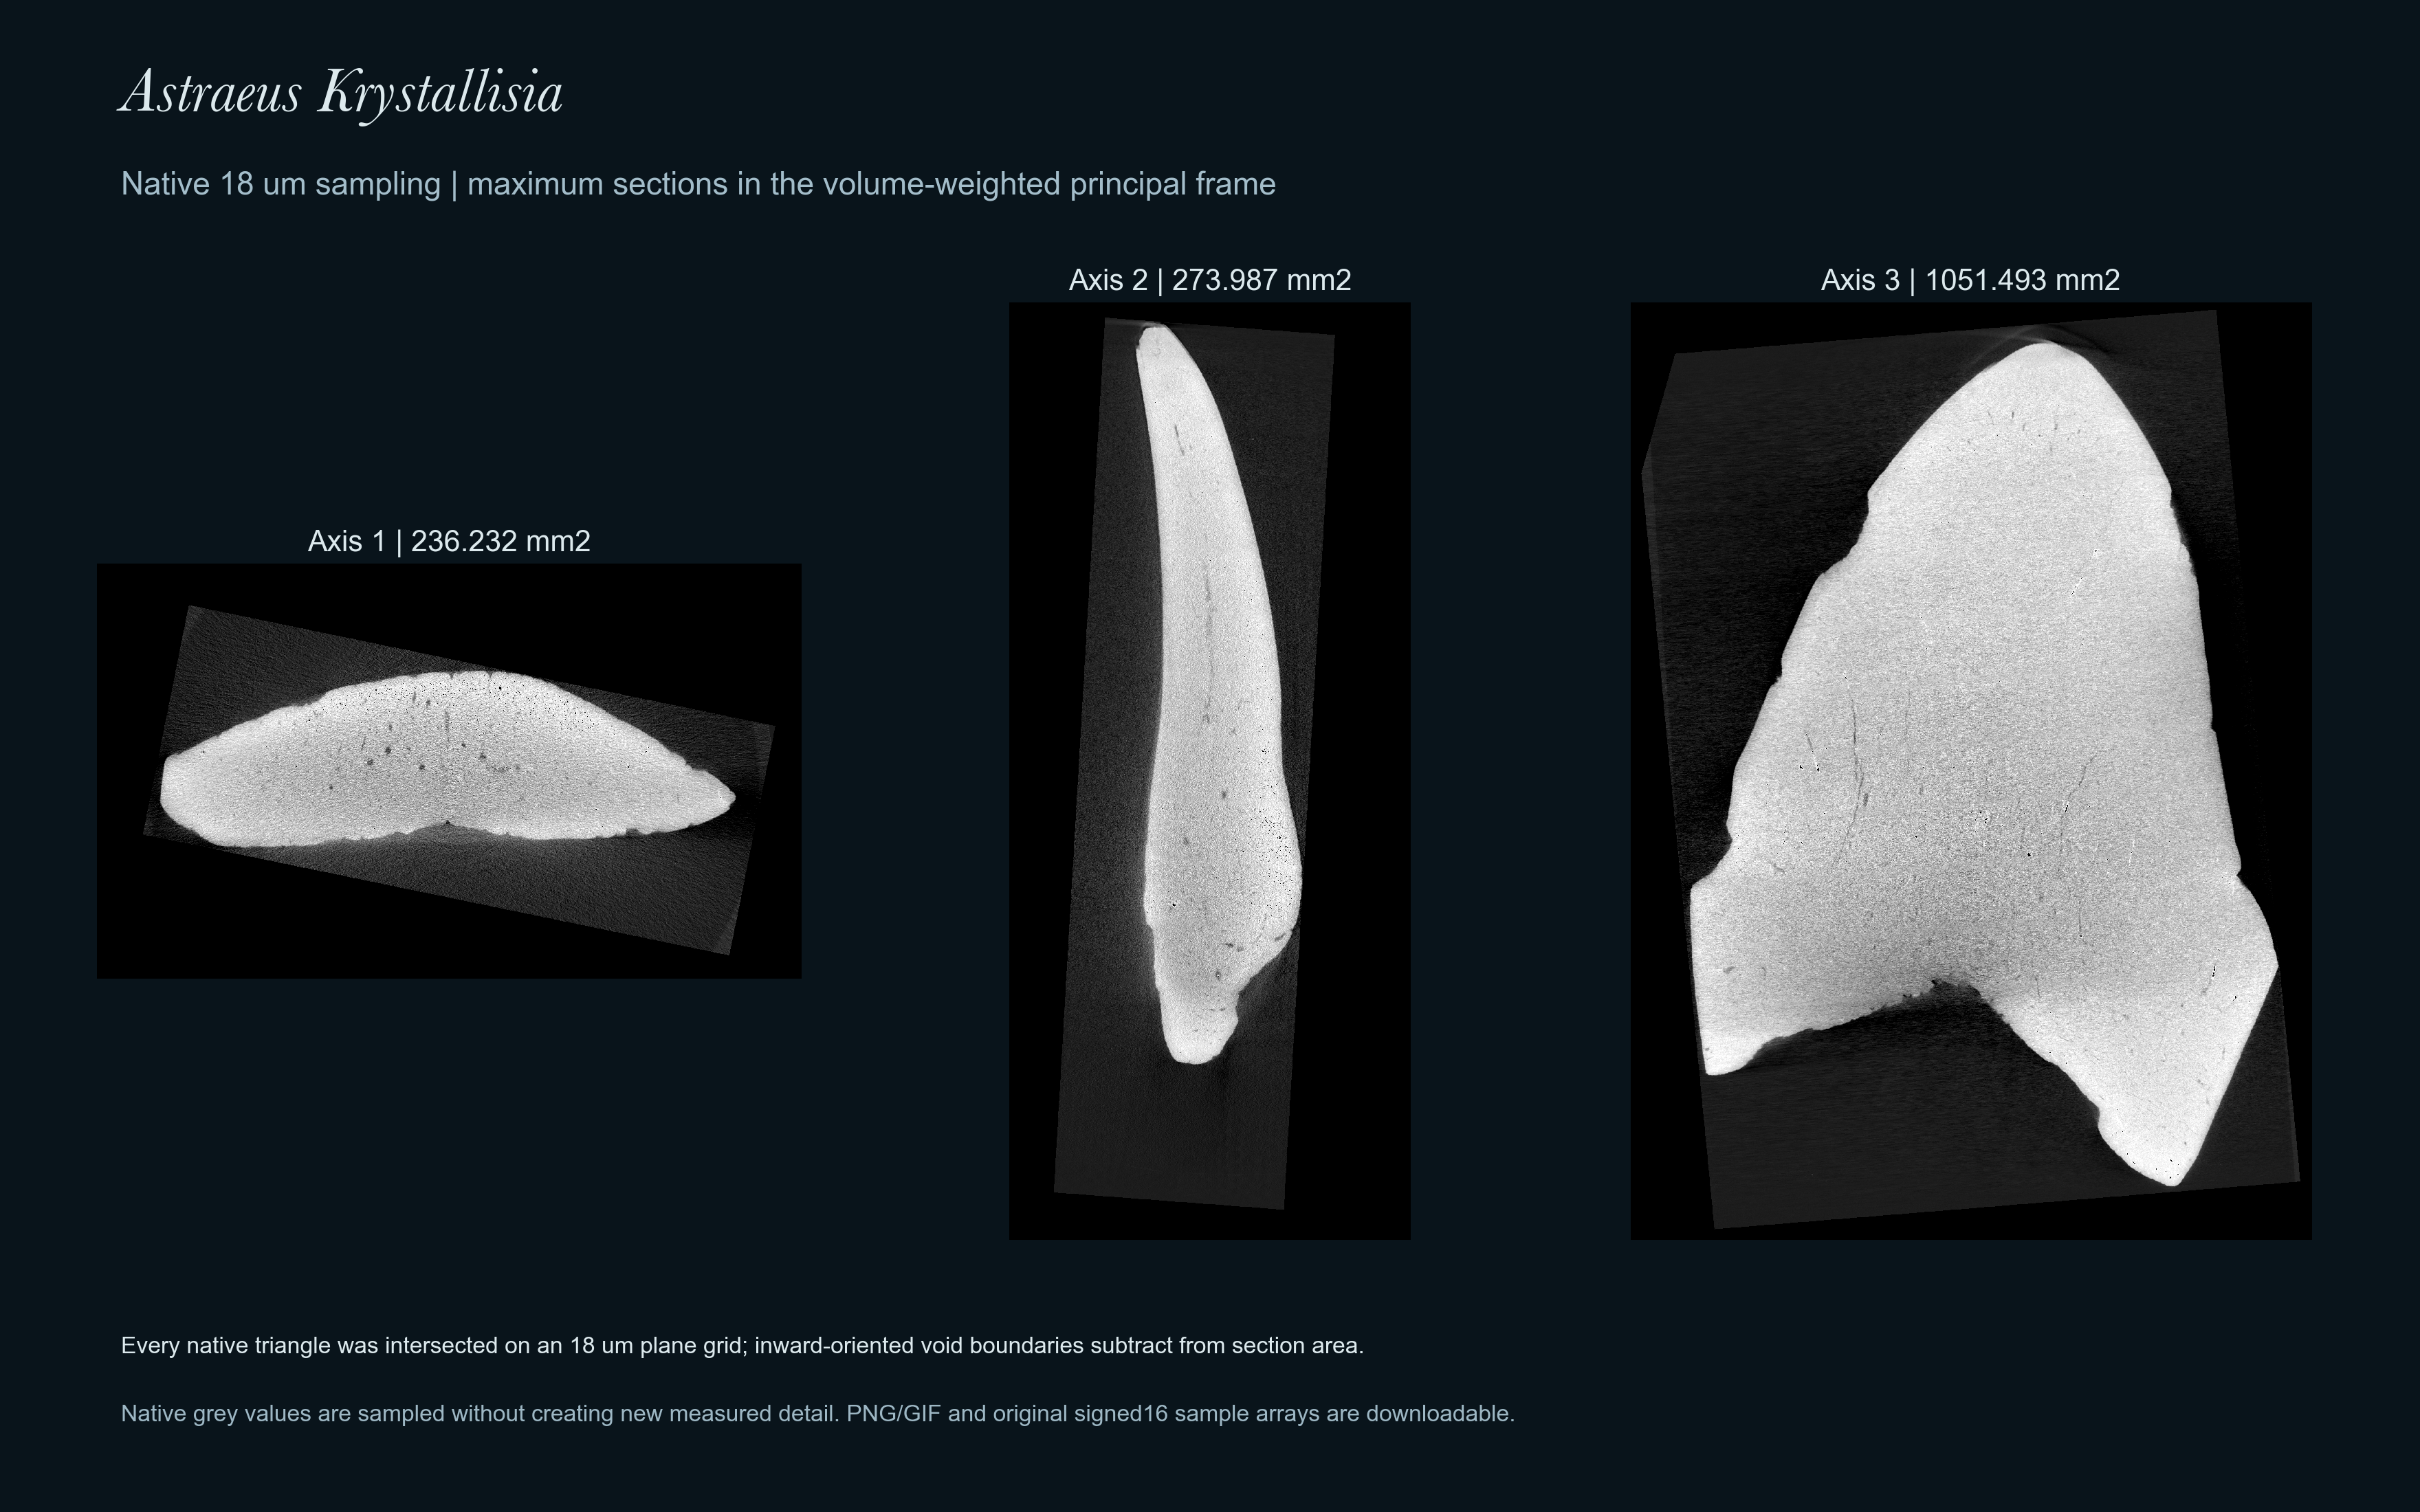 Astraeus Krystallisia
Native 18 um sampling | maximum sections in the volume-weighted principal frame
Axis 1 | 236.232 mm2
Axis 2 | 273.987 mm2
Axis 3 | 1051.493 mm2
Every native triangle was intersected on an 18 um plane grid; inward-oriented void boundaries subtract from section area.
Native grey values are sampled without creating new measured detail. PNG/GIF and original signed16 sample arrays are downloadable.